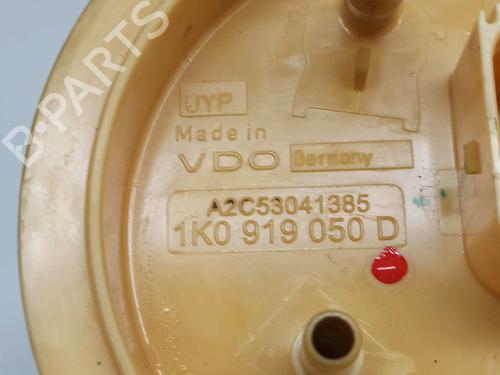 B-PARTS
UYP
Made in
VDO Germany
A2C53041385
1K0 919 050 D